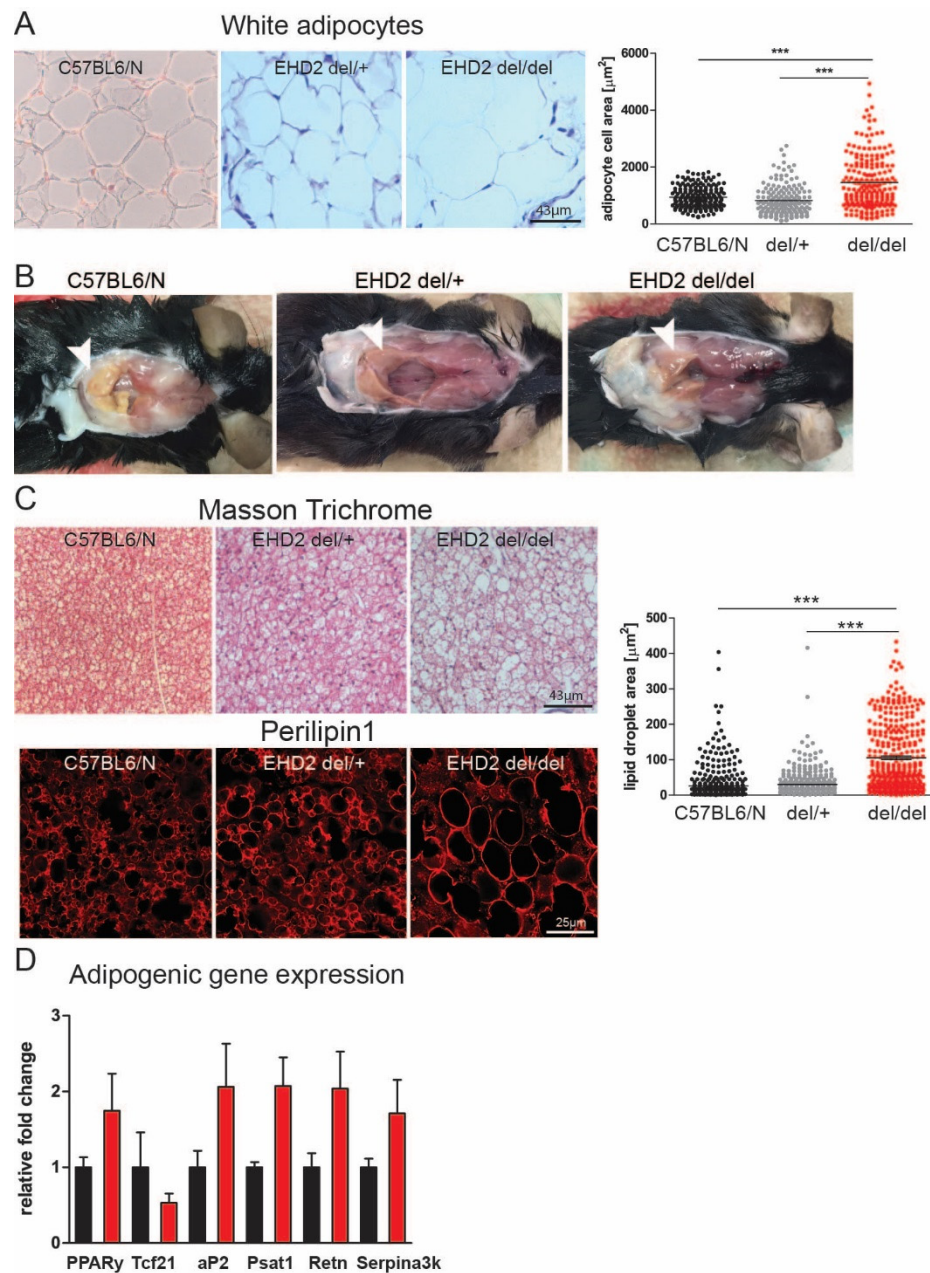 A
White adipocytes
C57BL6/N
EHD2 del/+
EHD2 del/del
43μm
adipocyte cell area [μm²]
6000
4000
2000
0
***
***
C57BL6/N
del/+
del/del
B
C57BL6/N
EHD2 del/+
EHD2 del/del
C
Masson Trichrome
C57BL6/N
EHD2 del/+
EHD2 del/del
43μm
Perilipin1
C57BL6/N
EHD2 del/+
EHD2 del/del
25μm
lipid droplet area [μm²]
500
400
300
200
100
0
***
***
C57BL6/N
del/+
del/del
D
Adipogenic gene expression
relative fold change
3
2
1
0
PPARy Tcf21 aP2 Psat1 Retn Serpina3k